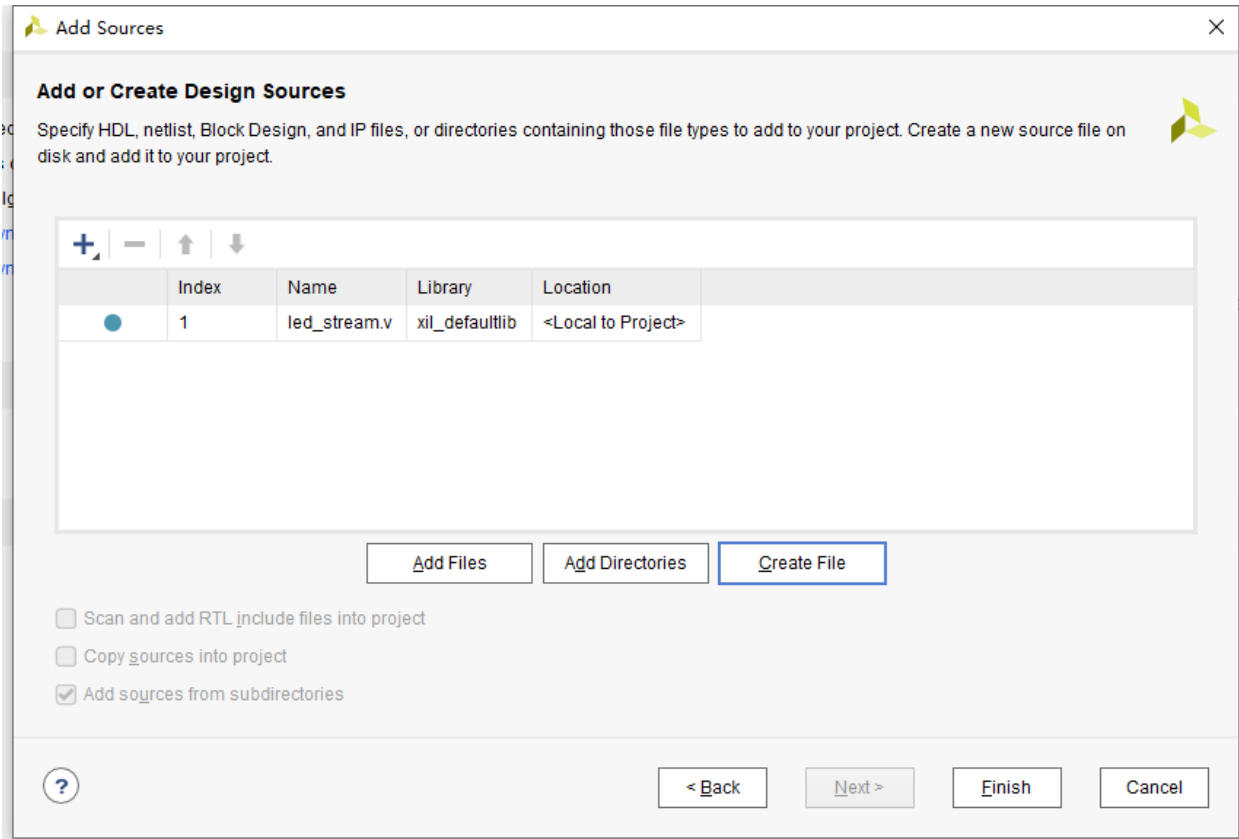 Add Sources
Add or Create Design Sources
Specify HDL, netlist, Block Design, and IP files, or directories containing those file types to add to your project. Create a new source file on
disk and add it to your project.
Index Name Library Location
1 led_stream.v xil_defaultlib <Local to Project>
Add Files Add Directories Create File
Scan and add RTL include files into project
Copy sources into project
Add sources from subdirectories
? < Back Next > Finish Cancel